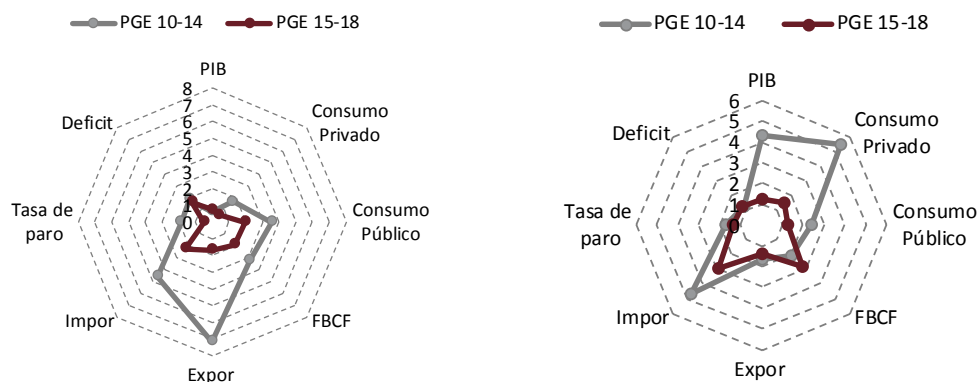 PGE 10-14
PGE 15-18
PIB
Consumo
Privado
Consumo
Público
FBCF
Expor
Impor
Tasa de
paro
Deficit
8
7
6
5
4
3
2
1
0
PGE 10-14
PGE 15-18
PIB
Consumo
Privado
Consumo
Público
FBCF
Expor
Impor
Tasa de
paro
Deficit
6
5
4
3
2
1
0